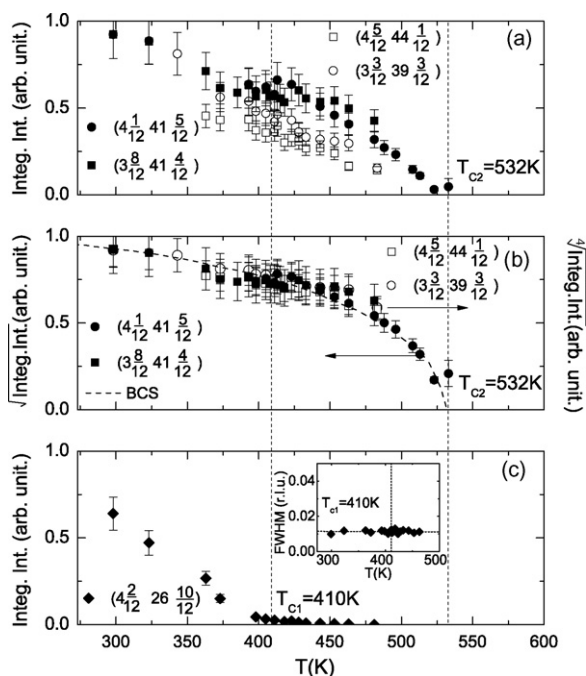 Integ. Int.(arb. unit.)
1.0
0.5
0.0
(a)
(4 5/12 44 1/12)
(3 3/12 39 3/12)
(4 1/12 41 5/12)
(3 8/12 41 4/12)
T_C2=532K
√Integ.Int.(arb. unit.)
1.0
0.5
0.0
(b)
∜Integ.Int.(arb. unit.)
(4 5/12 44 1/12)
(3 3/12 39 3/12)
(4 1/12 41 5/12)
(3 8/12 41 4/12)
BCS
T_C2=532K
Integ. Int. (arb. unit.)
1.0
0.5
0.0
(c)
FWHM (r.l.u.)
0.04
0.02
0.00
T_c1=410K
300 400 500
T(K)
(4 2/12 26 10/12)
T_C1=410K
300 350 400 450 500 550 600
T(K)